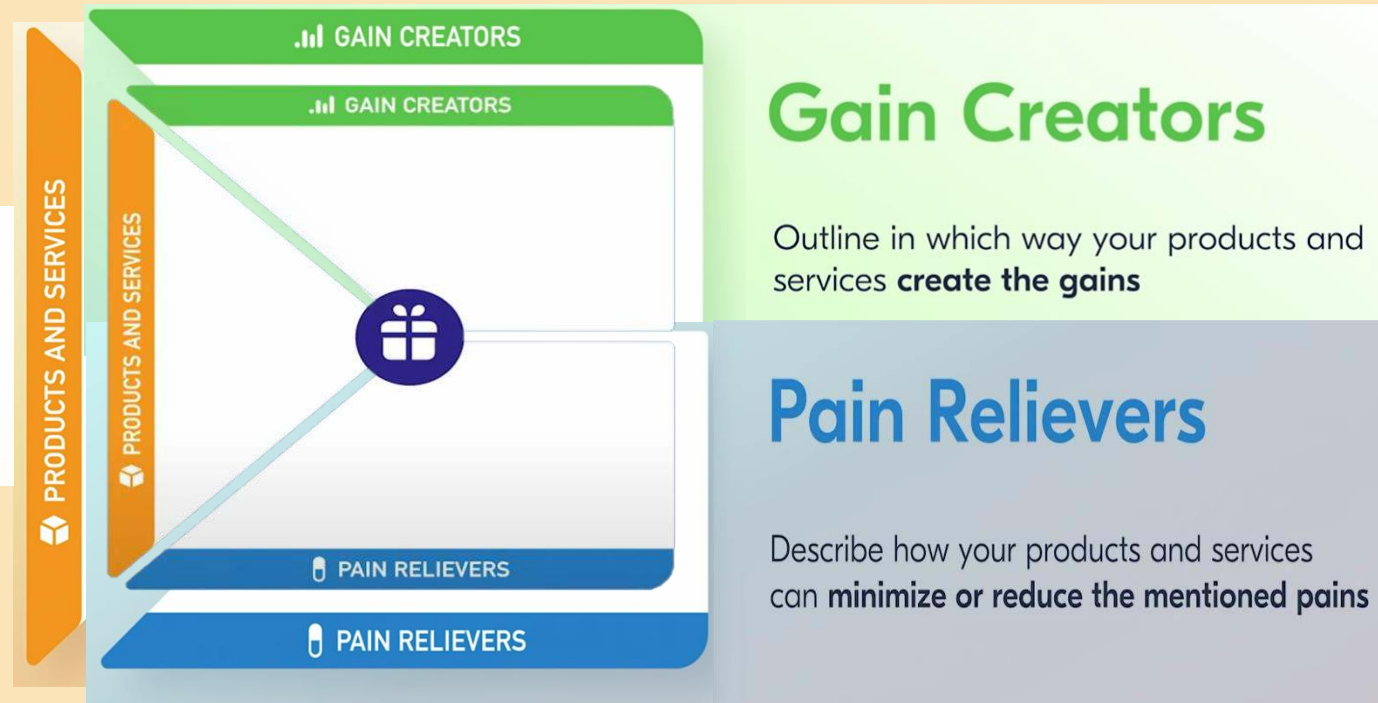 GAIN CREATORS
GAIN CREATORS
PRODUCTS AND SERVICES
PRODUCTS AND SERVICES
PAIN RELIEVERS
PAIN RELIEVERS
Gain Creators
Outline in which way your products and
services create the gains
Pain Relievers
Describe how your products and services
can minimize or reduce the mentioned pains